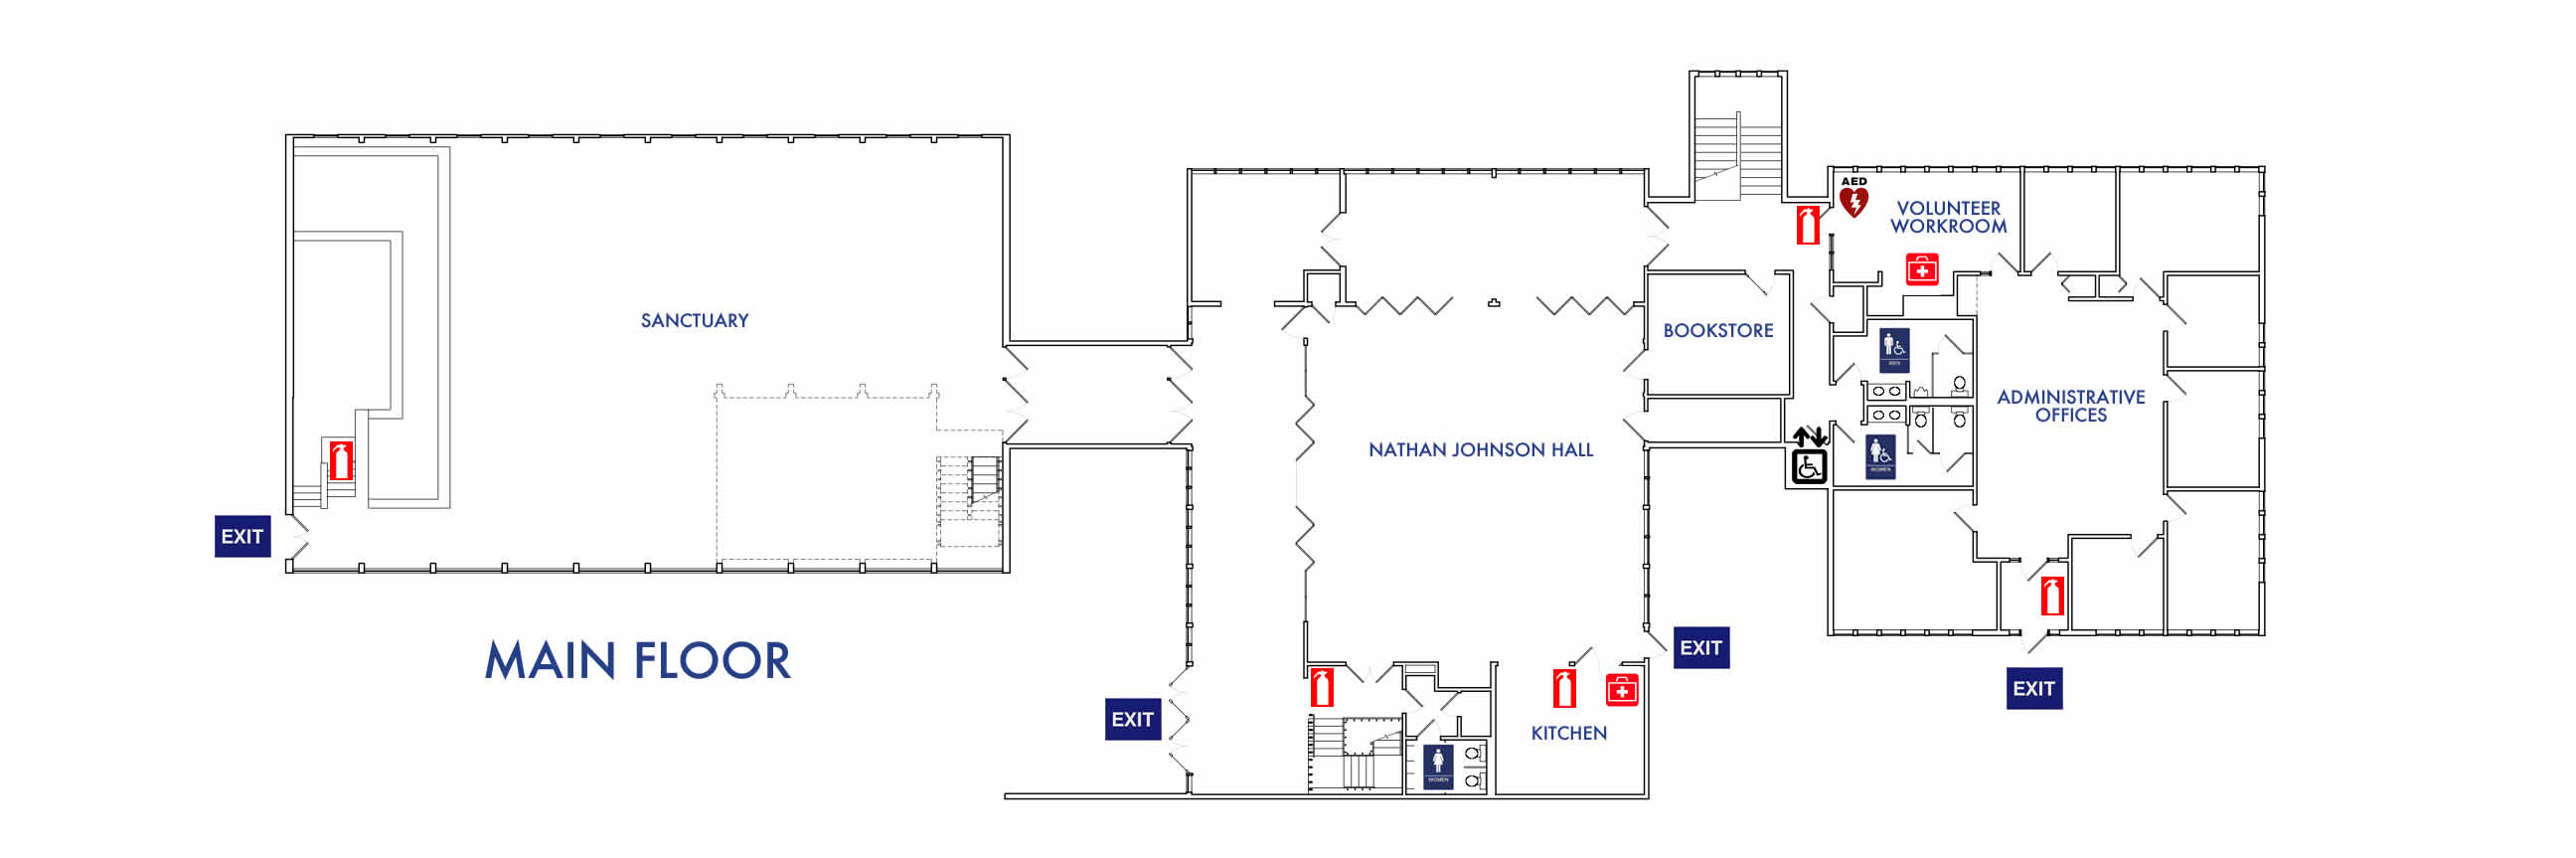 AED
VOLUNTEER
WORKROOM
SANCTUARY
BOOKSTORE
MEN
ADMINISTRATIVE
OFFICES
NATHAN JOHNSON HALL
WOMEN
EXIT
MAIN FLOOR
EXIT
EXIT
EXIT
KITCHEN
WOMEN